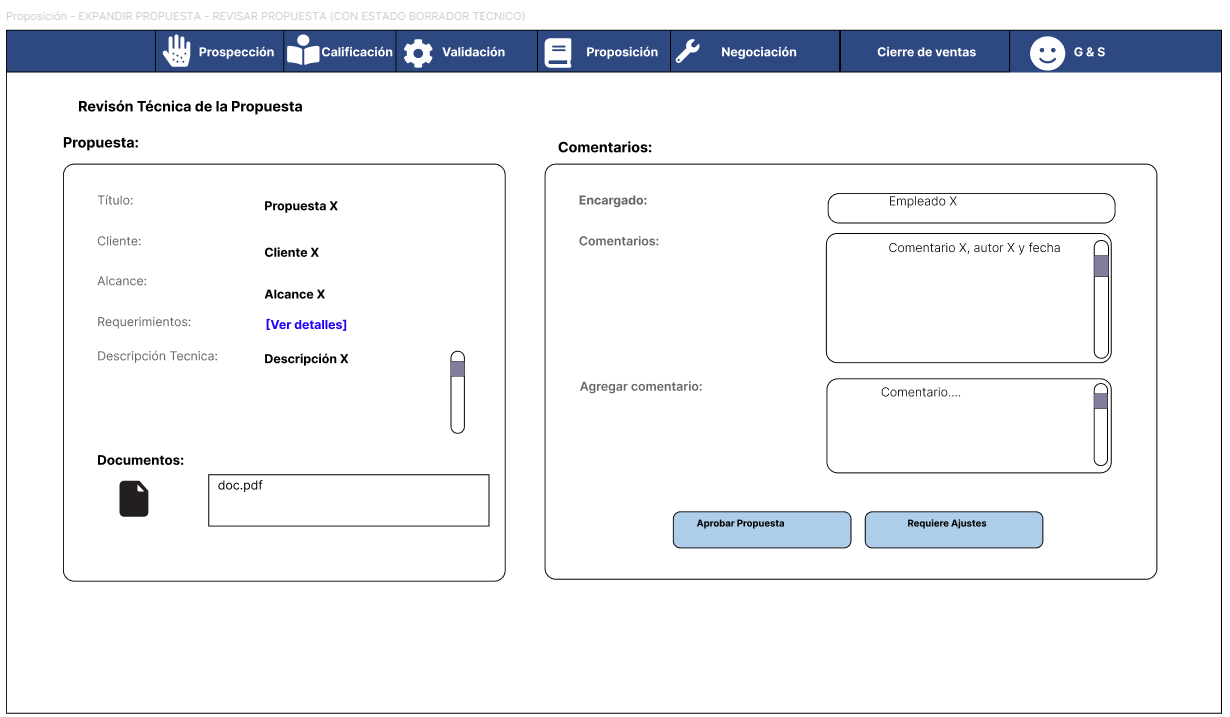 Proposición - EXPANDIR PROPUESTA - REVISAR PROPUESTA (CON ESTADO BORRADOR TECNICO)
Prospección
Calificación
Validación
Proposición
Negociación
Cierre de ventas
G & S
Revisón Técnica de la Propuesta
Propuesta:
Título:
Propuesta X
Cliente:
Cliente X
Alcance:
Alcance X
Requerimientos:
[Ver detalles]
Descripción Tecnica:
Descripción X
Documentos:
doc.pdf
Comentarios:
Encargado:
Empleado X
Comentarios:
Comentario X, autor X y fecha
Agregar comentario:
Comentario....
Aprobar Propuesta
Requiere Ajustes